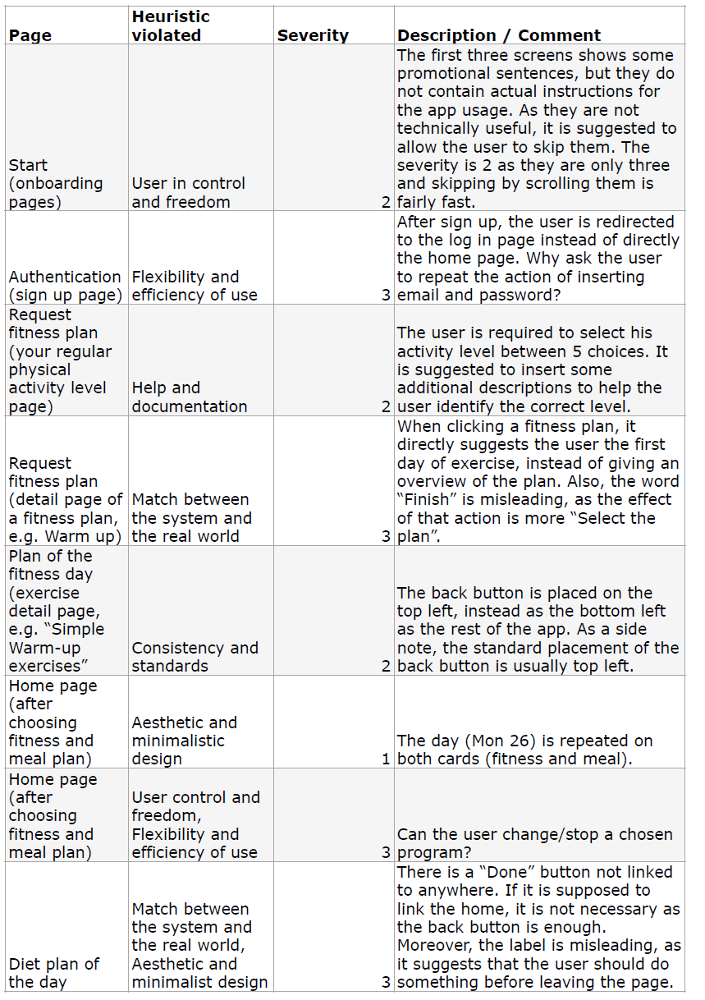 Page
Heuristic
violated
Severity
Description / Comment
Start
(onboarding
pages)
User in control
and freedom
2
The first three screens shows some
promotional sentences, but they do
not contain actual instructions for
the app usage. As they are not
technically useful, it is suggested to
allow the user to skip them. The
severity is 2 as they are only three
and skipping by scrolling them is
fairly fast.
Authentication
(sign up page)
Flexibility and
efficiency of use
3
After sign up, the user is redirected
to the log in page instead of directly
the home page. Why ask the user
to repeat the action of inserting
email and password?
Request
fitness plan
(your regular
physical
activity level
page)
Help and
documentation
2
The user is required to select his
activity level between 5 choices. It
is suggested to insert some
additional descriptions to help the
user identify the correct level.
Request
fitness plan
(detail page of
a fitness plan,
e.g. Warm up)
Match between
the system and
the real world
3
When clicking a fitness plan, it
directly suggests the user the first
day of exercise, instead of giving an
overview of the plan. Also, the word
“Finish” is misleading, as the effect
of that action is more “Select the
plan”.
Plan of the
fitness day
(exercise
detail page,
e.g. “Simple
Warm-up
exercises”
Consistency and
standards
2
The back button is placed on the
top left, instead as the bottom left
as the rest of the app. As a side
note, the standard placement of the
back button is usually top left.
Home page
(after
choosing
fitness and
meal plan)
Aesthetic and
minimalistic
design
1
The day (Mon 26) is repeated on
both cards (fitness and meal).
Home page
(after
choosing
fitness and
meal plan)
User control and
freedom,
Flexibility and
efficiency of use
3
Can the user change/stop a chosen
program?
Diet plan of
the day
Match between
the system and
the real world,
Aesthetic and
minimalist design
3
There is a “Done” button not linked
to anywhere. If it is supposed to
link the home, it is not necessary as
the back button is enough.
Moreover, the label is misleading, as
it suggests that the user should do
something before leaving the page.